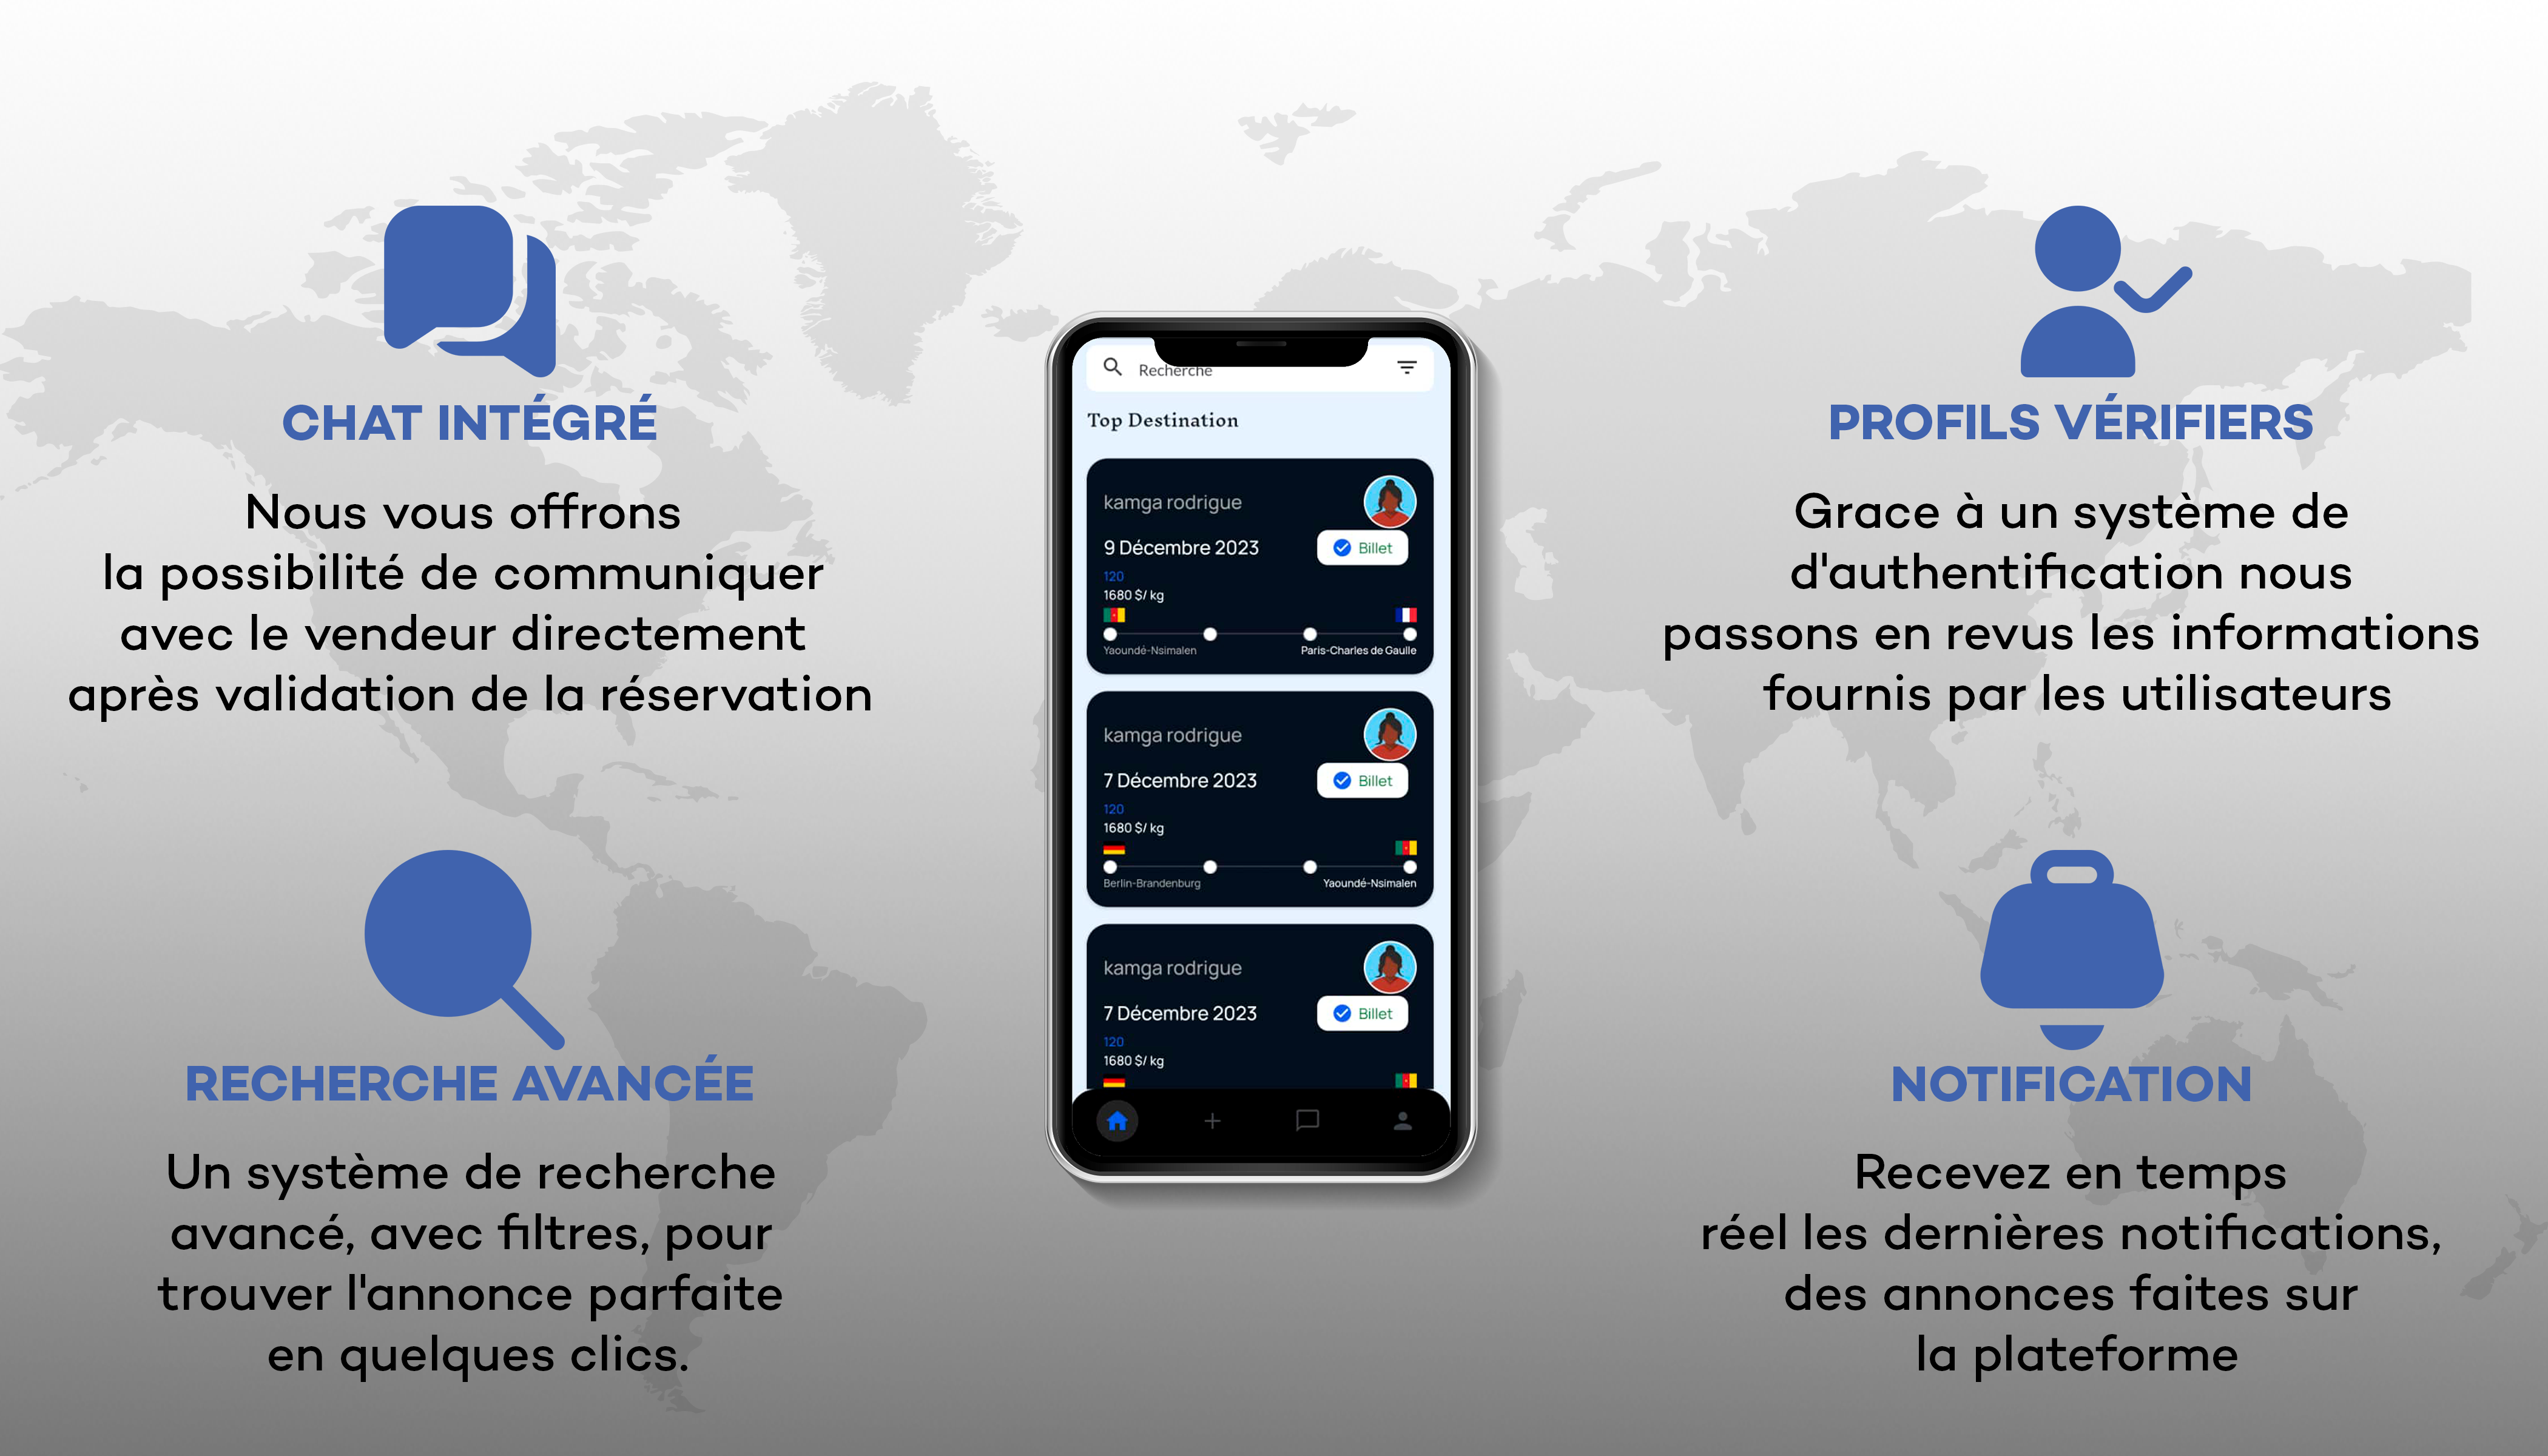 CHAT INTÉGRÉ
Nous vous offrons
la possibilité de communiquer
avec le vendeur directement
après validation de la réservation
RECHERCHE AVANCÉE
Un système de recherche
avancé, avec filtres, pour
trouver l'annonce parfaite
en quelques clics.
Recherche
Top Destination
kamga rodrigue
9 Décembre 2023
Billet
120
1680 $/ kg
Yaoundé-Nsimalen
Paris-Charles de Gaulle
kamga rodrigue
7 Décembre 2023
Billet
120
1680 $/ kg
Berlin-Brandenburg
Yaoundé-Nsimalen
kamga rodrigue
7 Décembre 2023
Billet
120
1680 $/ kg
PROFILS VÉRIFIERS
Grace à un système de
d'authentification nous
passons en revus les informations
fournis par les utilisateurs
NOTIFICATION
Recevez en temps
réel les dernières notifications,
des annonces faites sur
la plateforme